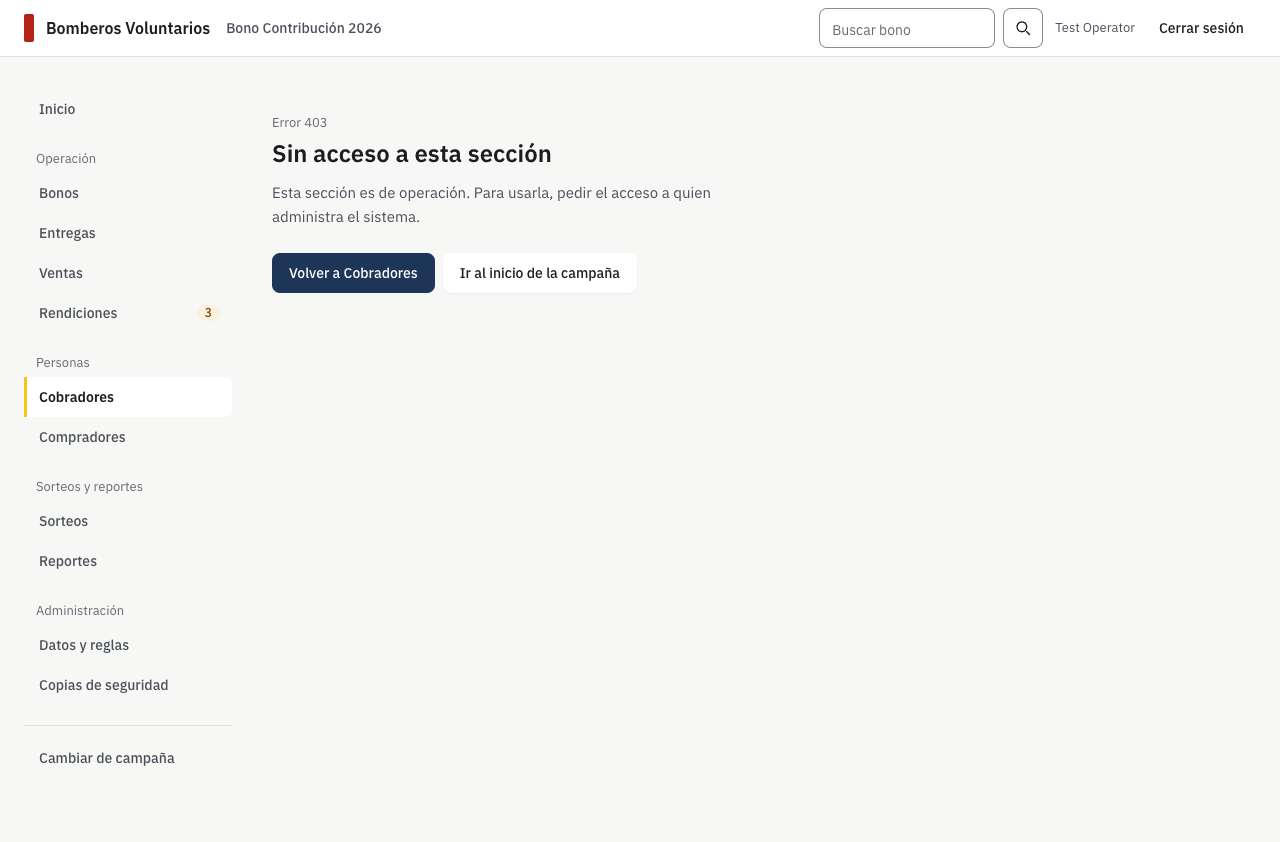 Bomberos Voluntarios
Bono Contribución 2026
Buscar bono
Test Operator
Cerrar sesión
Inicio
Operación
Bonos
Entregas
Ventas
Rendiciones 3
Personas
Cobradores
Compradores
Sorteos y reportes
Sorteos
Reportes
Administración
Datos y reglas
Copias de seguridad
Cambiar de campaña
Error 403
Sin acceso a esta sección
Esta sección es de operación. Para usarla, pedir el acceso a quien
administra el sistema.
Volver a Cobradores
Ir al inicio de la campaña